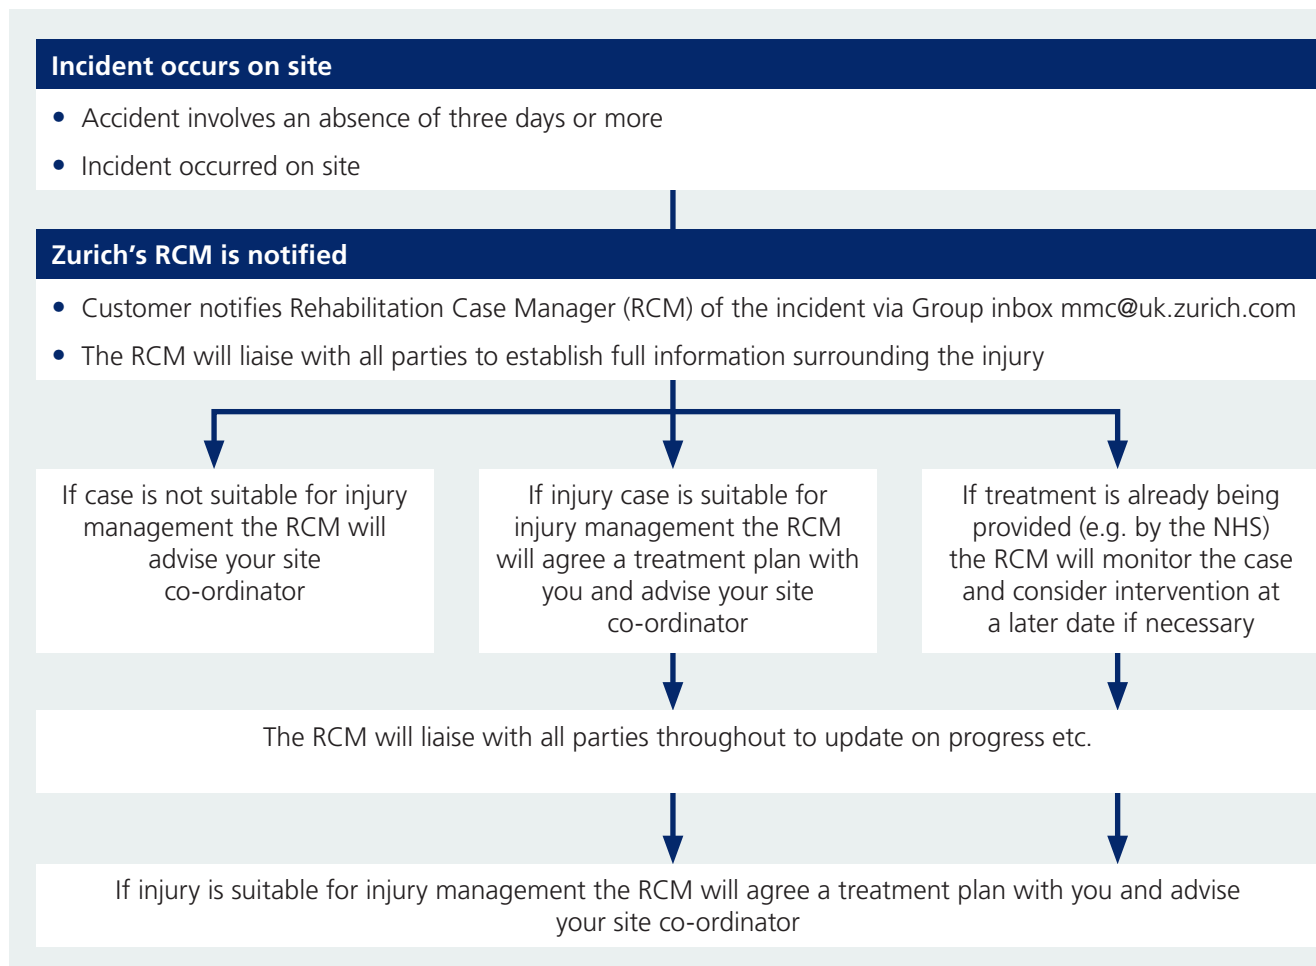 Incident occurs on site
• Accident involves an absence of three days or more
• Incident occurred on site
Zurich’s RCM is notified
• Customer notifies Rehabilitation Case Manager (RCM) of the incident via Group inbox mmc@uk.zurich.com
• The RCM will liaise with all parties to establish full information surrounding the injury
If case is not suitable for injury
management the RCM will
advise your site
co-ordinator
If injury case is suitable for
injury management the RCM
will agree a treatment plan with
you and advise your site
co-ordinator
If treatment is already being
provided (e.g. by the NHS)
the RCM will monitor the case
and consider intervention at
a later date if necessary
The RCM will liaise with all parties throughout to update on progress etc.
If injury is suitable for injury management the RCM will agree a treatment plan with you and advise
your site co-ordinator